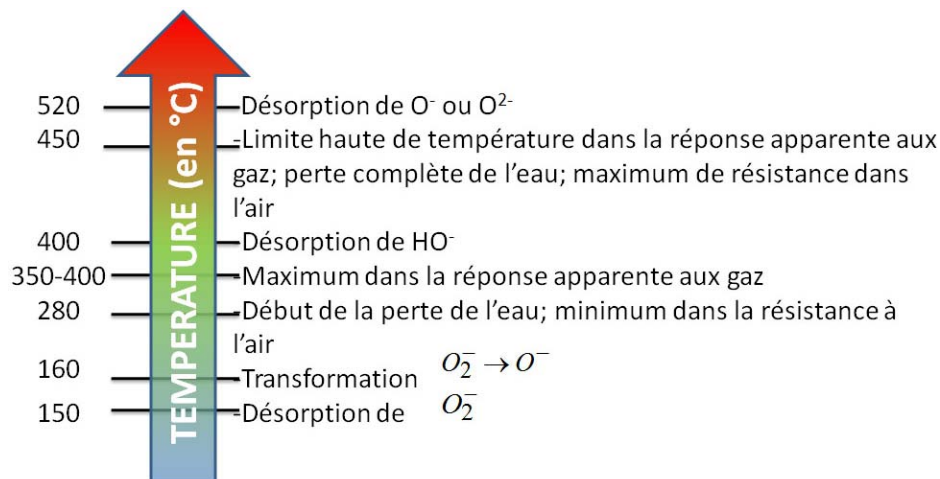 TEMPERATURE (en °C)
520 -Désorption de O⁻ ou O²⁻
450 -Limite haute de température dans la réponse apparente aux
gaz; perte complète de l’eau; maximum de résistance dans
l’air
400 -Désorption de HO⁻
350-400 -Maximum dans la réponse apparente aux gaz
280 -Début de la perte de l’eau; minimum dans la résistance à
l’air
160 -Transformation O₂⁻ → O⁻
150 -Désorption de O₂⁻